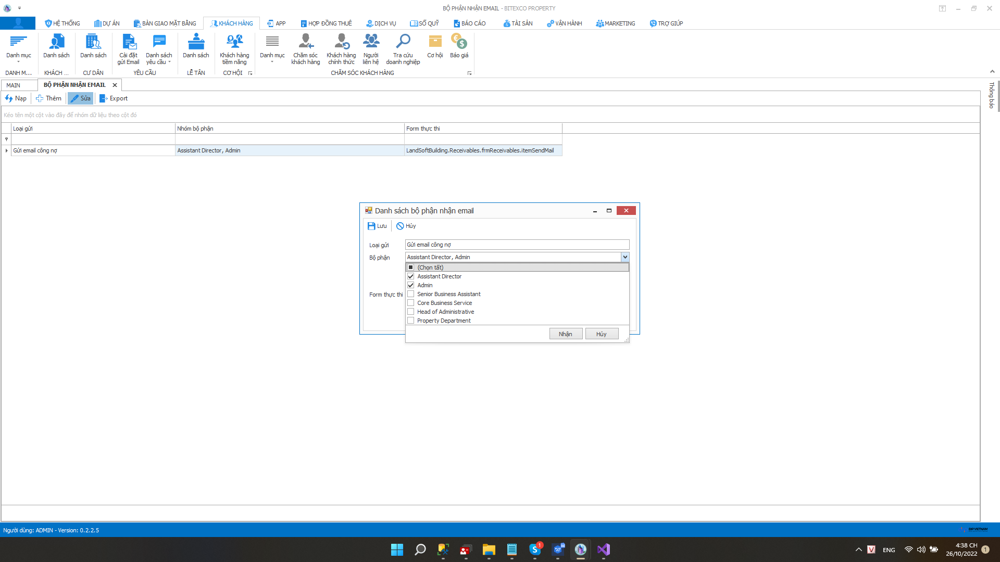 BỘ PHẬN NHẬN EMAIL - BITEXCO PROPERTY
HỆ THỐNG DỰ ÁN BÀN GIAO MẶT BẰNG KHÁCH HÀNG APP HỢP ĐỒNG THUÊ DỊCH VỤ SỔ QUỸ BÁO CÁO TÀI SẢN VẬN HÀNH MARKETING TRỢ GIÚP
Danh mục Danh sách Danh sách Cài đặt gửi Email Danh sách yêu cầu Danh sách Khách hàng tiềm năng Danh mục Chăm sóc khách hàng Khách hàng chính thức Người liên hệ Tra cứu doanh nghiệp Cơ hội Báo giá
DANH M... KHÁCH ... CƯ DÂN YÊU CẦU LỄ TÂN CƠ HỘI CHĂM SÓC KHÁCH HÀNG
MAIN BỘ PHẬN NHẬN EMAIL
Thông báo
Nạp Thêm Sửa Export
Kéo tên một cột vào đây để nhóm dữ liệu theo cột đó
Loại gửi Nhóm bộ phận Form thực thi
Gửi email công nợ Assistant Director, Admin LandSoftBuilding.Receivables.frmReceivables.itemSendMail
Danh sách bộ phận nhận email
Lưu Hủy
Loại gửi Gửi email công nợ
Bộ phận Assistant Director, Admin
(Chọn tất)
Assistant Director
Admin
Form thực thi
Senior Business Assistant
Core Business Service
Head of Administrative
Property Department
Nhận Hủy
Người dùng: ADMIN - Version: 0.2.2.5
DIP VIETNAM
1
ENG
4:38 CH
26/10/2022
1